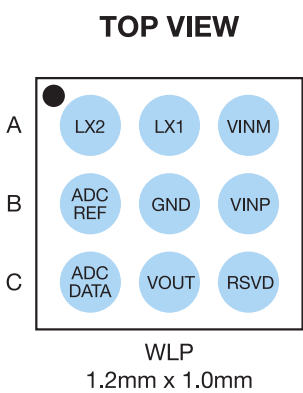 TOP VIEW
A
LX2
LX1
VINM
B
ADC
REF
GND
VINP
C
ADC
DATA
VOUT
RSVD
WLP
1.2mm x 1.0mm